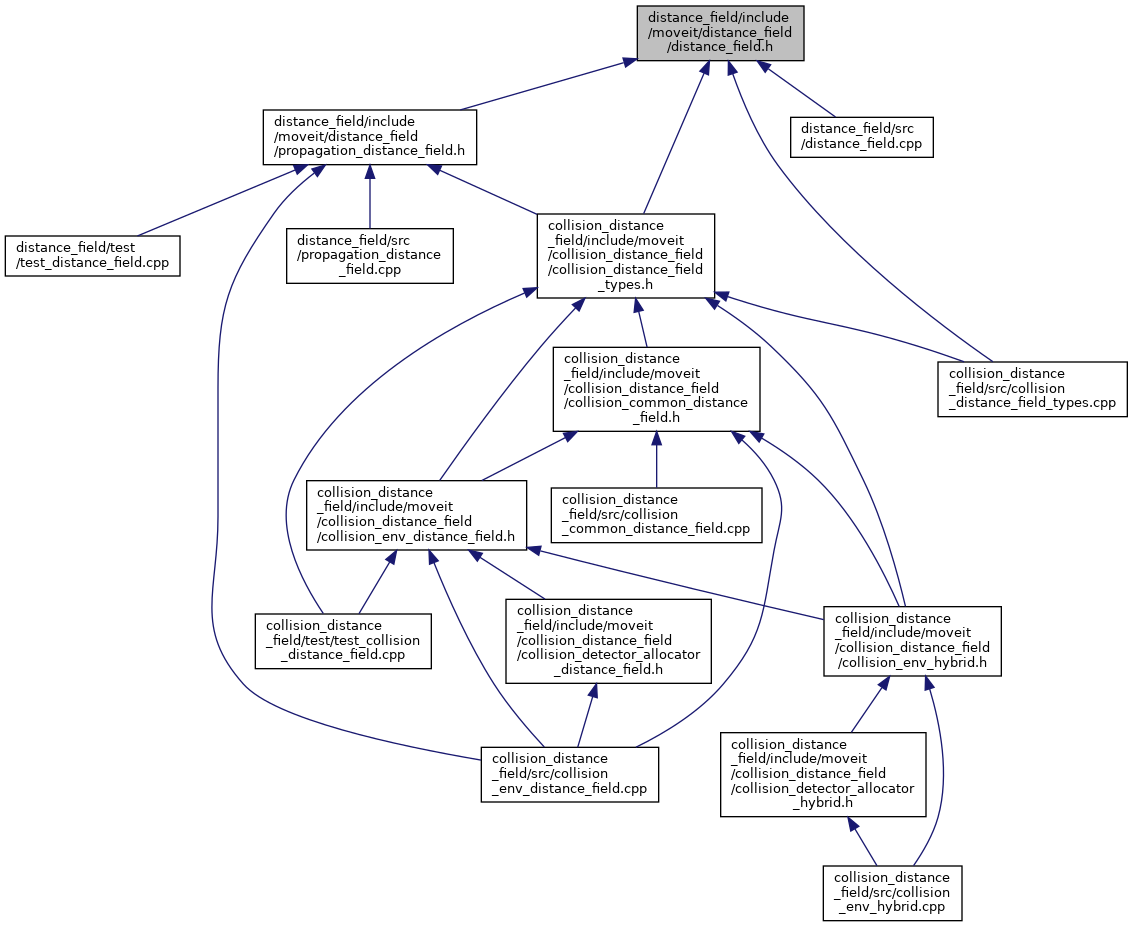 distance_field/include
/moveit/distance_field
/distance_field.h
distance_field/include
/moveit/distance_field
/propagation_distance_field.h
distance_field/src
/distance_field.cpp
distance_field/test
/test_distance_field.cpp
distance_field/src
/propagation_distance
_field.cpp
collision_distance
_field/include/moveit
/collision_distance_field
/collision_distance_field
_types.h
collision_distance
_field/include/moveit
/collision_distance_field
/collision_common_distance
_field.h
collision_distance
_field/src/collision
_distance_field_types.cpp
collision_distance
_field/include/moveit
/collision_distance_field
/collision_env_distance_field.h
collision_distance
_field/src/collision
_common_distance_field.cpp
collision_distance
_field/test/test_collision
_distance_field.cpp
collision_distance
_field/include/moveit
/collision_distance_field
/collision_detector_allocator
_distance_field.h
collision_distance
_field/include/moveit
/collision_distance_field
/collision_env_hybrid.h
collision_distance
_field/src/collision
_env_distance_field.cpp
collision_distance
_field/include/moveit
/collision_distance_field
/collision_detector_allocator
_hybrid.h
collision_distance
_field/src/collision
_env_hybrid.cpp